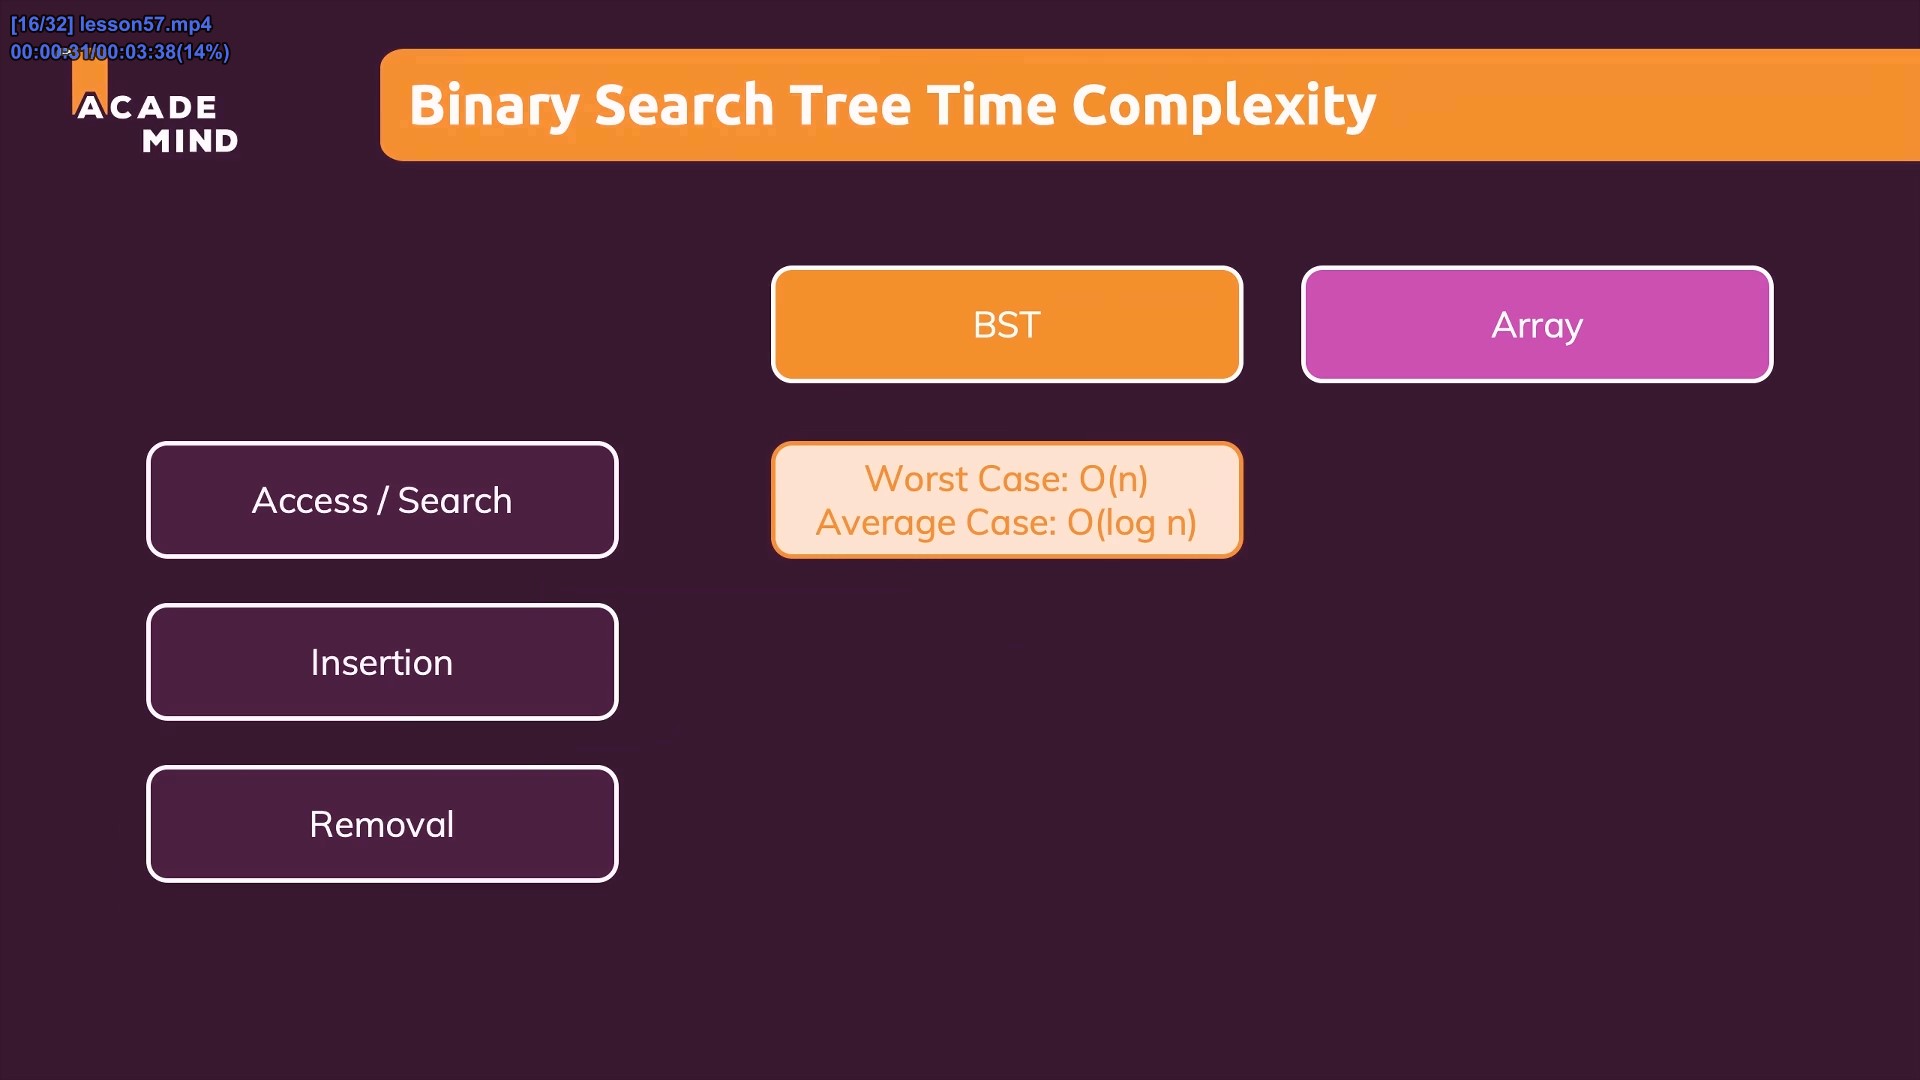 [16/32] lesson57.mp4
00:00:31/00:03:38(14%)
ACADE
MIND
Binary Search Tree Time Complexity
BST
Array
Access / Search
Worst Case: O(n)
Average Case: O(log n)
Insertion
Removal